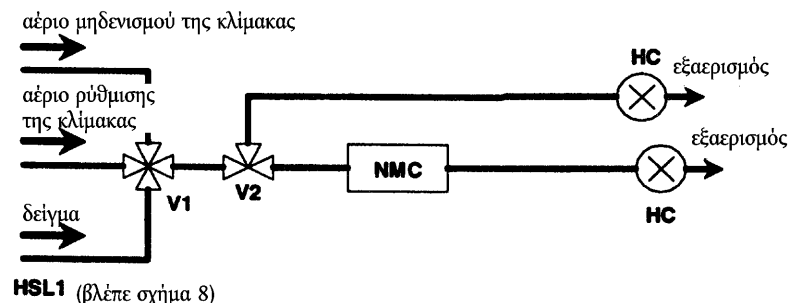 αέριο μηδενισμού της κλίμακας
HC
εξαερισμός
αέριο ρύθμισης
της κλίμακας
εξαερισμός
V1
V2
NMC
HC
δείγμα
HSL1 (βλέπε σχήμα 8)